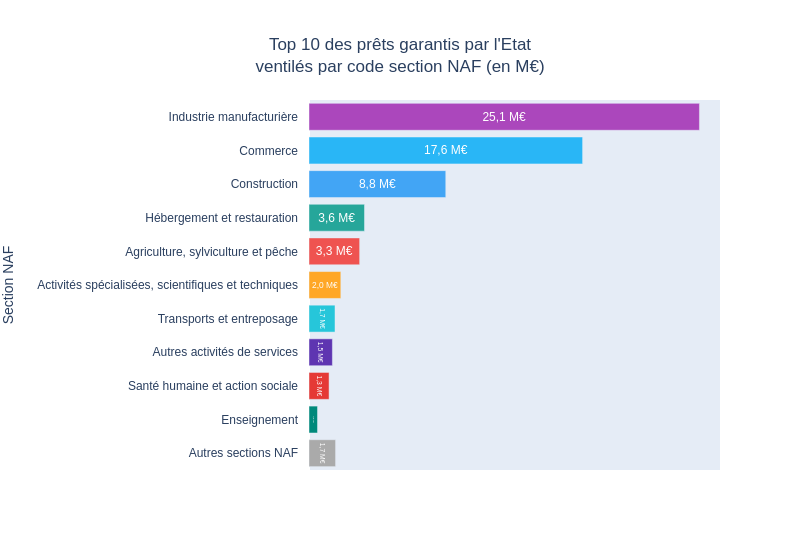 Top 10 des prêts garantis par l'Etat
ventilés par code section NAF (en M€)
Section NAF
Industrie manufacturière 25,1 M€
Commerce 17,6 M€
Construction 8,8 M€
Hébergement et restauration 3,6 M€
Agriculture, sylviculture et pêche 3,3 M€
Activités spécialisées, scientifiques et techniques 2,0 M€
Transports et entreposage 1,7 M€
Autres activités de services 1,5 M€
Santé humaine et action sociale 1,3 M€
Enseignement
Autres sections NAF 1,7 M€